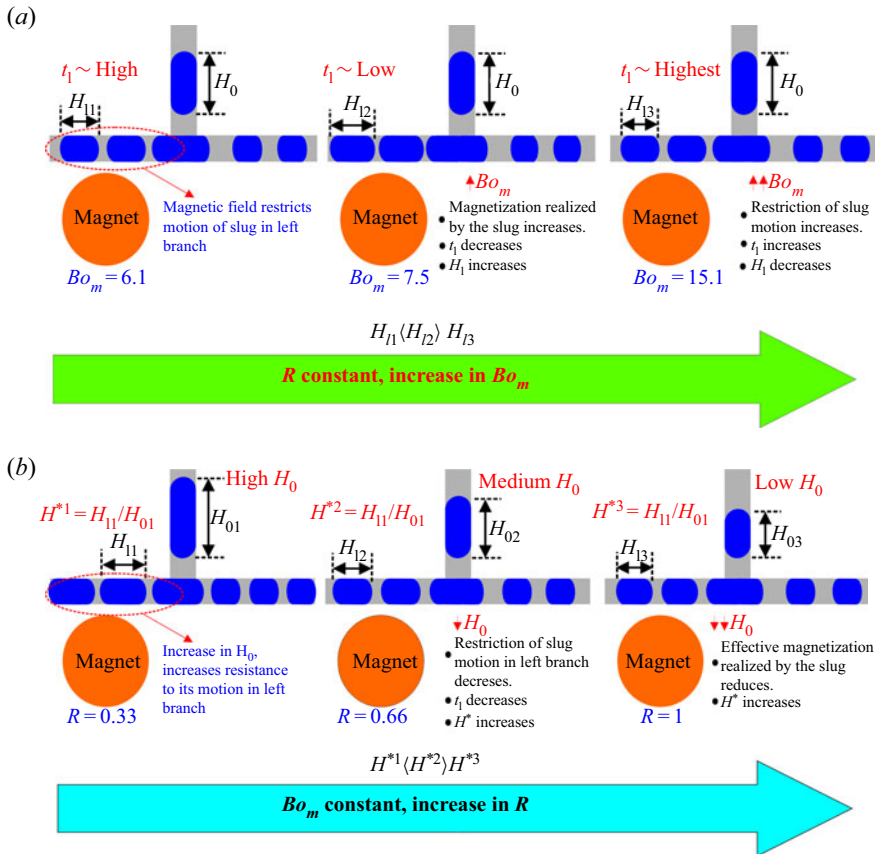 (a)
t₁ ~ High
H₀
H₁₁
Magnet
Magnetic field restricts
motion of slug in left
branch
Boₘ = 6.1
t₁ ~ Low
H₀
H₁₂
Magnet
Boₘ
• Magnetization realized
by the slug increases.
• t₁ decreases
• H₁ increases
Boₘ = 7.5
t₁ ~ Highest
H₀
H₁₃
Magnet
Boₘ
• Restriction of slug
motion increases.
• t₁ increases
• H₁ decreases
Boₘ = 15.1
H_l1⟨H_l2⟩ H_l3
R constant, increase in Boₘ
(b)
High H₀
H*¹ = H₁₁/H₀₁
H₀₁
H₁₁
Magnet
Increase in H₀,
increases resistance
to its motion in left
branch
R = 0.33
Medium H₀
H*² = H₁₁/H₀₁
H₀₂
H₁₂
Magnet
H₀
• Restriction of slug
motion in left branch
decreses.
• t₁ decreases
• H* increases
R = 0.66
Low H₀
H*³ = H₁₁/H₀₁
H₀₃
H₁₃
Magnet
H₀
• Effective magnetization
realized by the slug
reduces.
• H* increases
R = 1
H*¹⟨H*²⟩H*³
Boₘ constant, increase in R